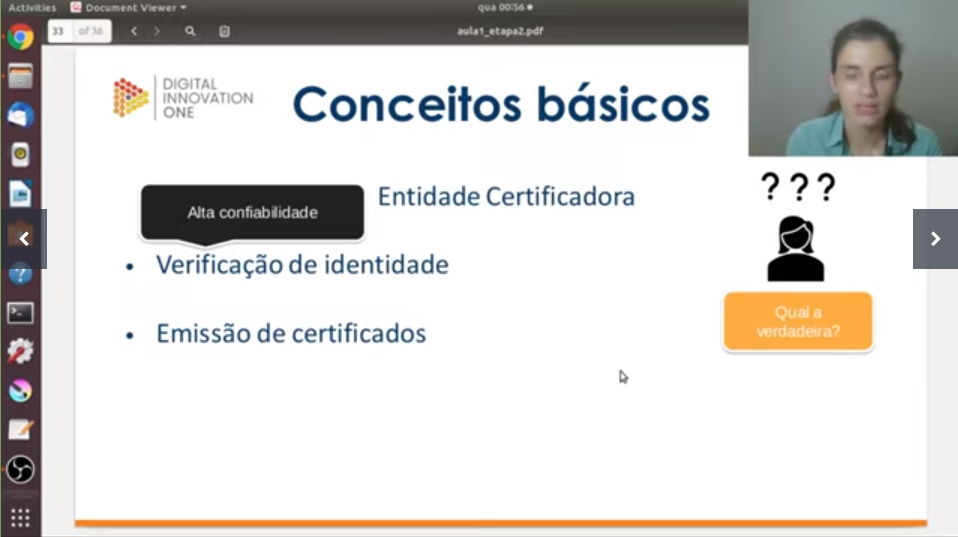 Activities
Document Viewer
qua 00:56
33
of 36
aula1_etapa2.pdf
DIGITAL
INNOVATION
ONE
Conceitos básicos
Entidade Certificadora
Alta confiabilidade
• Verificação de identidade
• Emissão de certificados
? ? ?
Qual a
verdadeira?